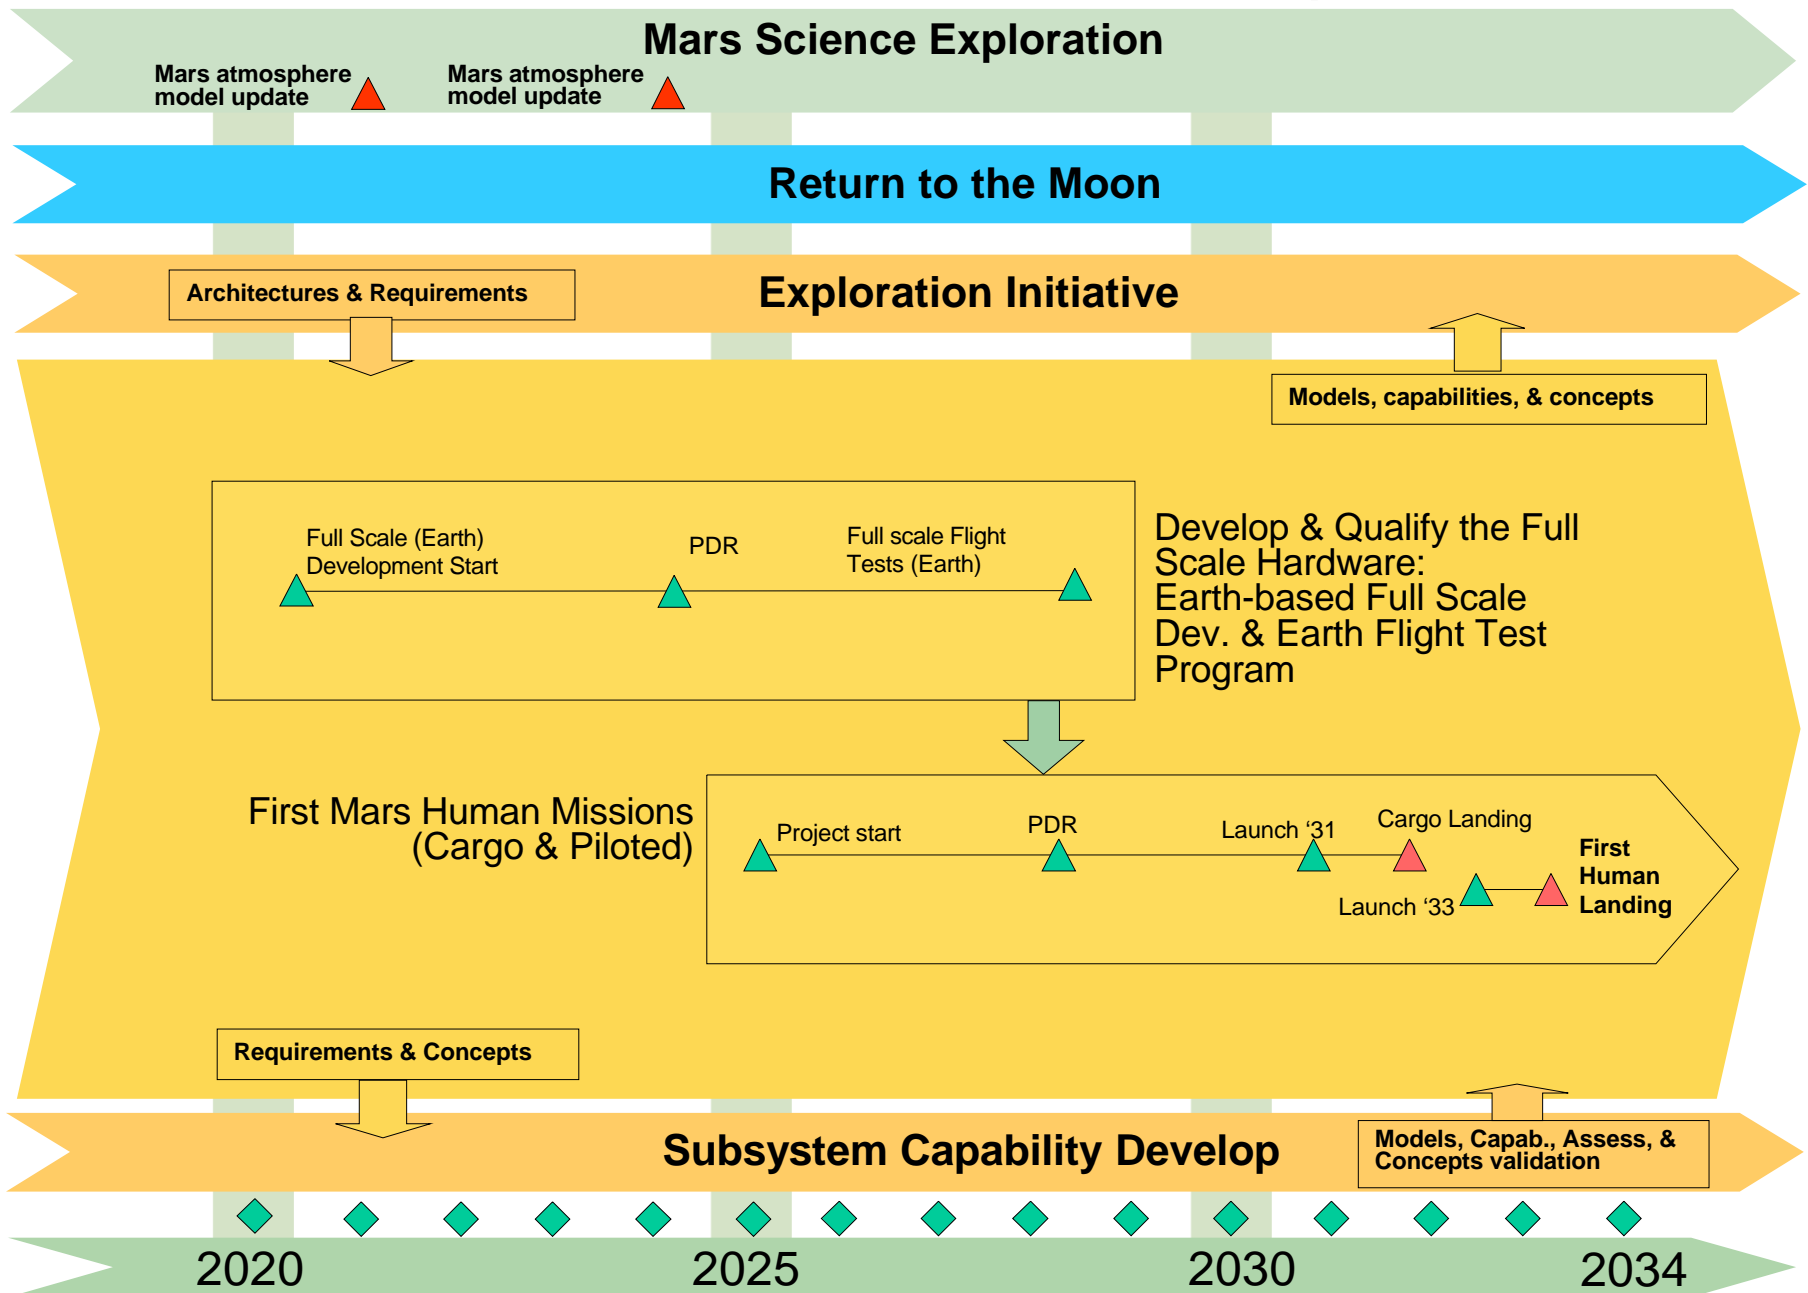 Mars Science Exploration
Mars atmosphere
model update
Mars atmosphere
model update
Return to the Moon
Exploration Initiative
Architectures & Requirements
Models, capabilities, & concepts
Full Scale (Earth)
Development Start
PDR
Full scale Flight
Tests (Earth)
Develop & Qualify the Full
Scale Hardware:
Earth-based Full Scale
Dev. & Earth Flight Test
Program
First Mars Human Missions
(Cargo & Piloted)
Project start
PDR
Launch ‘31
Cargo Landing
Launch ‘33
First
Human
Landing
Requirements & Concepts
Subsystem Capability Develop
Models, Capab., Assess, &
Concepts validation
2020
2025
2030
2034